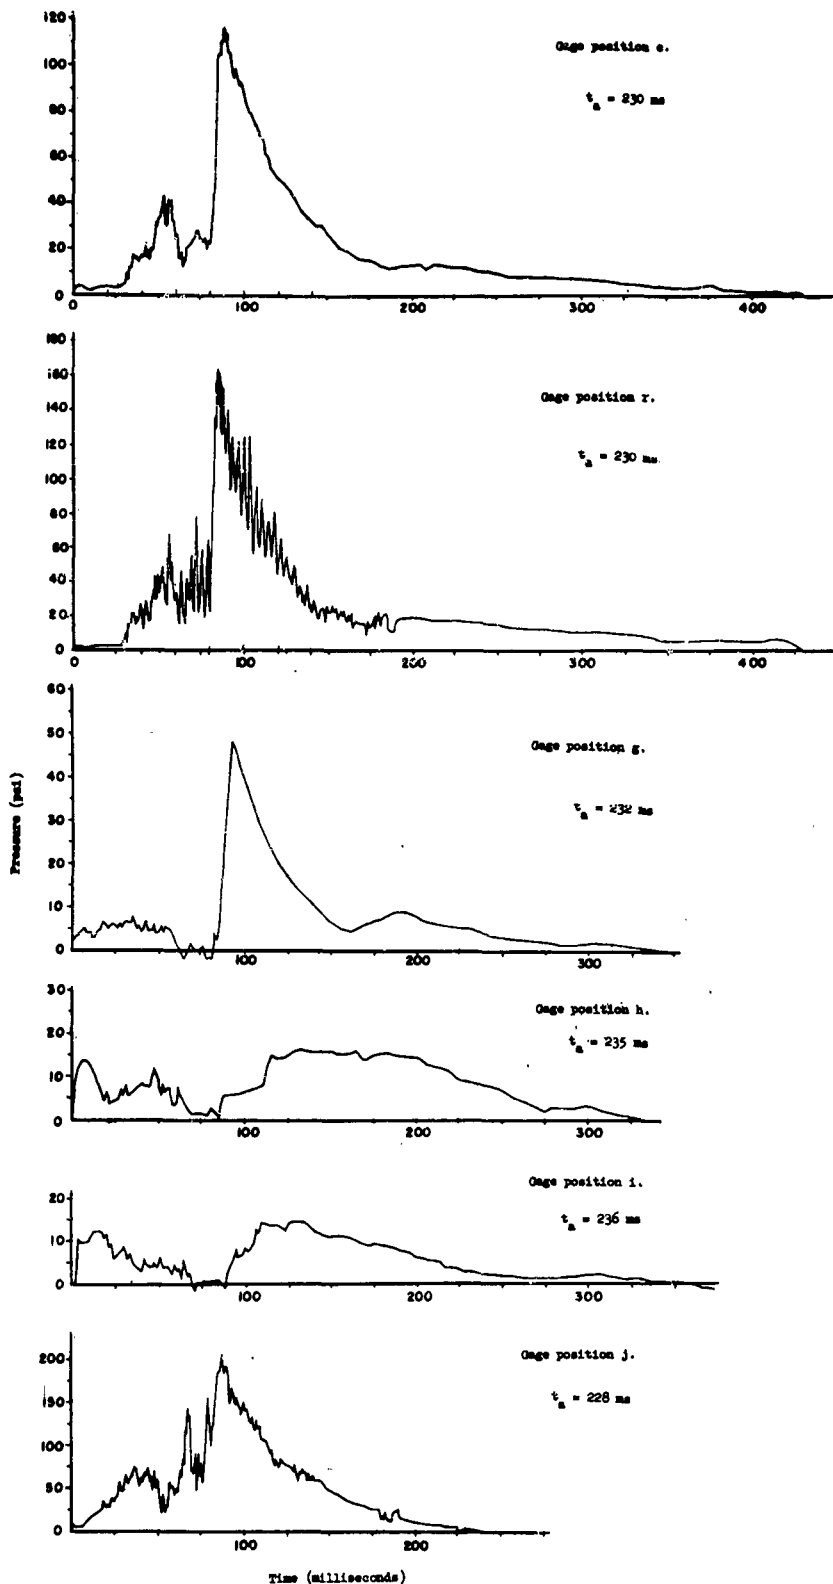 120
100
80
60
40
20
0
Gage position e.
t_a = 230 ms
0 100 200 300 400
180
160
140
120
100
80
60
40
20
0
Gage position r.
t_a = 230 ms
0 100 200 300 400
Pressure (psi)
60
50
40
30
20
10
0
Gage position g.
t_a = 232 ms
100 200 300
30
20
10
0
Gage position h.
t_a = 235 ms
100 200 300
20
10
0
Gage position i.
t_a = 236 ms
100 200 300
200
150
100
50
0
Gage position j.
t_a = 228 ms
100 200
Time (milliseconds)